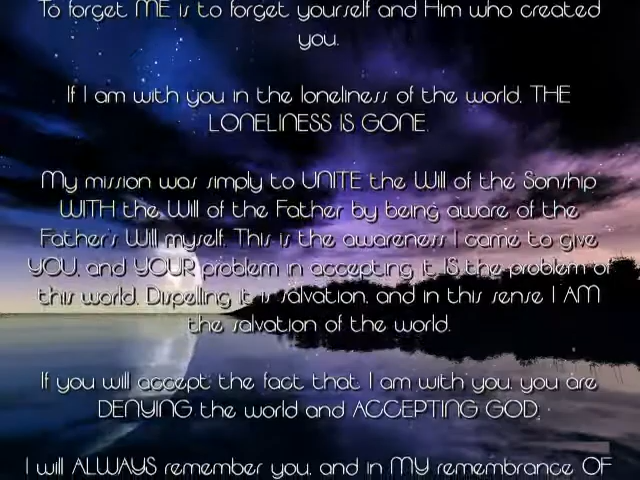 To forget ME is to forget yourself and Him who created
you.
If I am with you in the loneliness of the world, THE
LONELINESS IS GONE.
My mission was simply to UNITE the Will of the Sonship
WITH the Will of the Father by being aware of the
Father's Will myself. This is the awareness I came to give
YOU, and YOUR problem in accepting it IS the problem of
this world. Dispelling it is salvation, and in this sense I AM
the salvation of the world.
If you will accept the fact that I am with you, you are
DENYING the world and ACCEPTING GOD.
I will ALWAYS remember you, and in MY remembrance OF